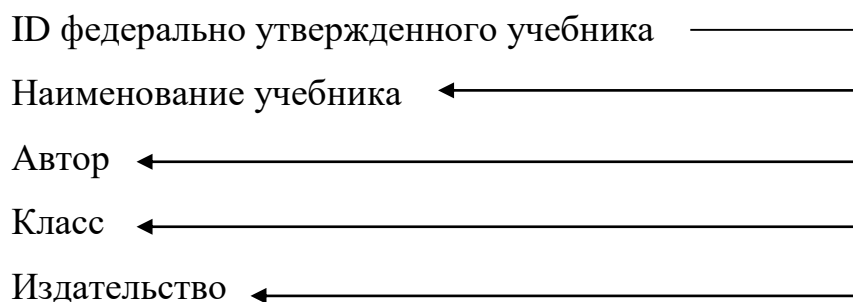 ID федерально утвержденного учебника
Наименование учебника
Автор
Класс
Издательство